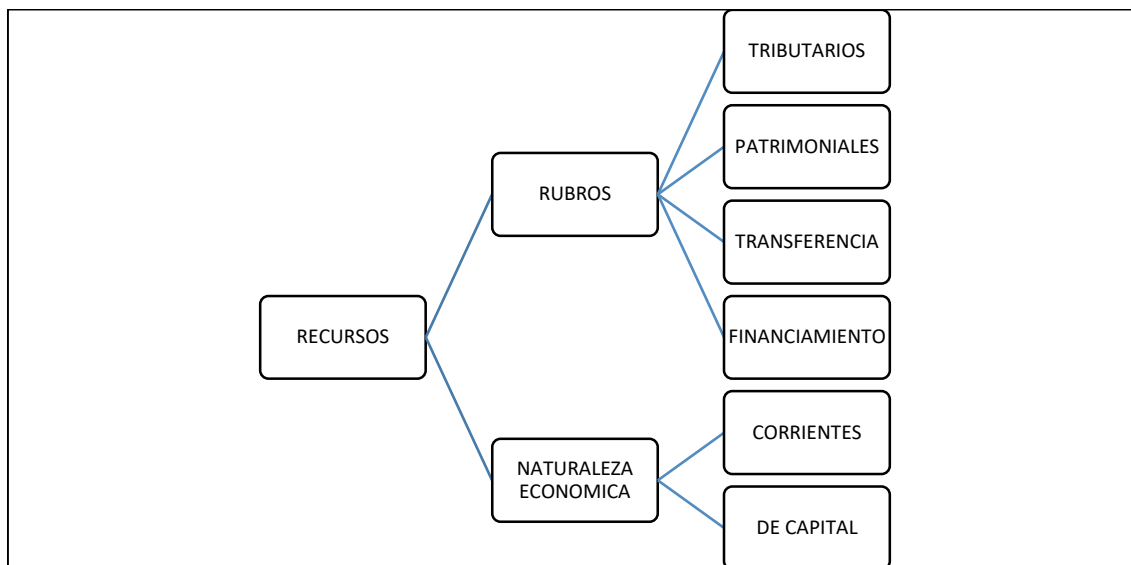 RECURSOS
RUBROS
TRIBUTARIOS
PATRIMONIALES
TRANSFERENCIA
FINANCIAMIENTO
NATURALEZA
ECONOMICA
CORRIENTES
DE CAPITAL